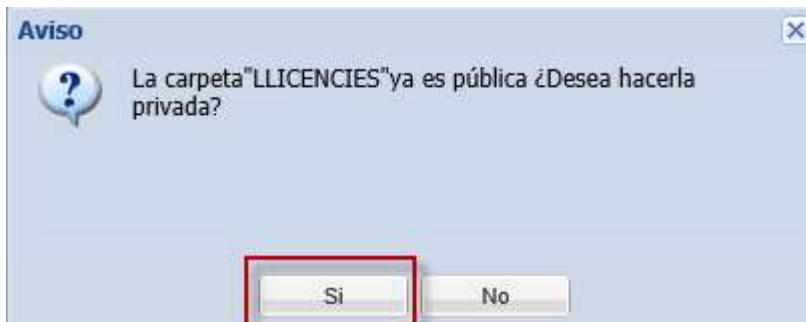 Aviso
La carpeta"LLICENCIES"ya es pública ¿Desea hacerla
privada?
Si No